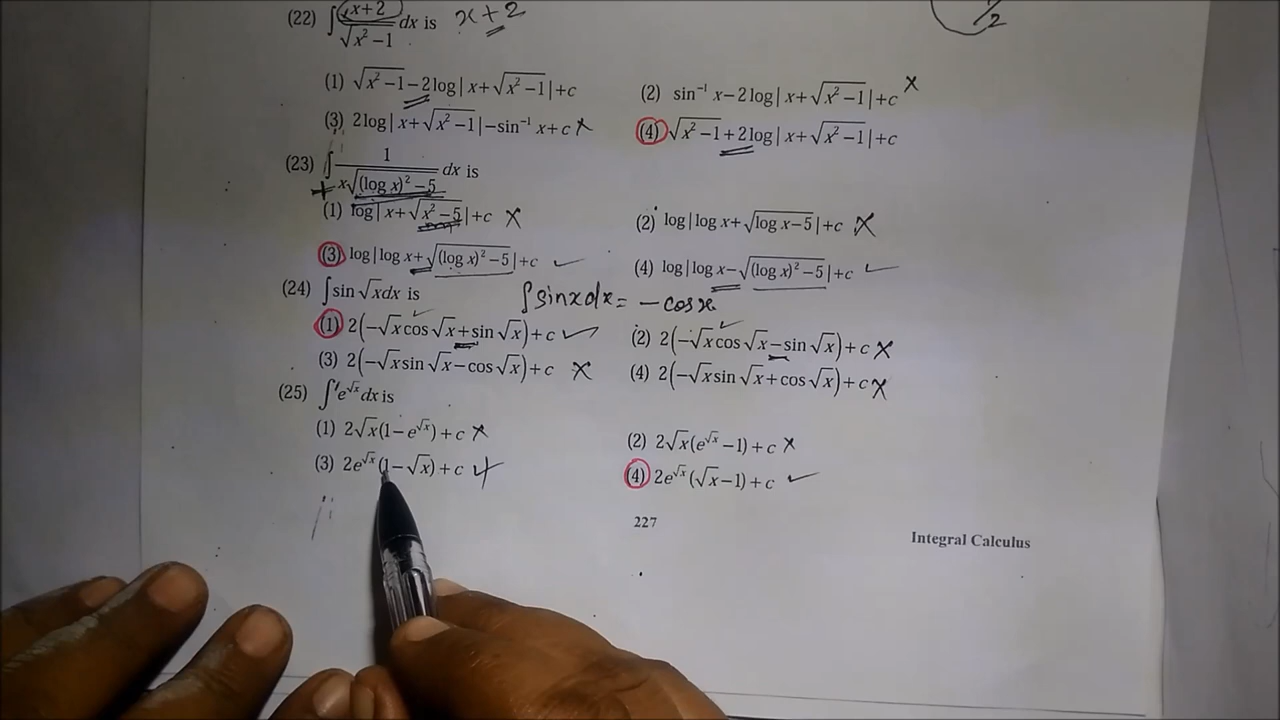 (22) ∫ x+2 / √(x²−1) dx is x+2
(1) √(x²−1) −2log| x+√(x²−1) |+c
(2) sin⁻¹ x−2log| x+√(x²−1) |+c ×
(3) 2log| x+√(x²−1) |−sin⁻¹ x+c ×
(4) √(x²−1) +2log| x+√(x²−1) |+c
(23) ∫ 1 / x√((log x)²−5) dx is
(1) log| x+√(x²−5) |+c ×
(2) log| log x+√(log x−5) |+c ×
(3) log| log x+√((log x)²−5) |+c ✓
(4) log| log x−√((log x)²−5) |+c ✓
(24) ∫ sin √x dx is ∫sinxdx = −cosx
(1) 2(−√x cos √x+sin √x)+c ✓
(2) 2(−√x cos √x−sin √x)+c ×
(3) 2(−√x sin √x−cos √x)+c ×
(4) 2(−√x sin √x+cos √x)+c ×
(25) ∫ e^√x dx is
(1) 2√x(1−e^√x)+c ×
(2) 2√x(e^√x−1)+c ×
(3) 2e^√x(1−√x)+c
(4) 2e^√x(√x−1)+c ✓
227
Integral Calculus